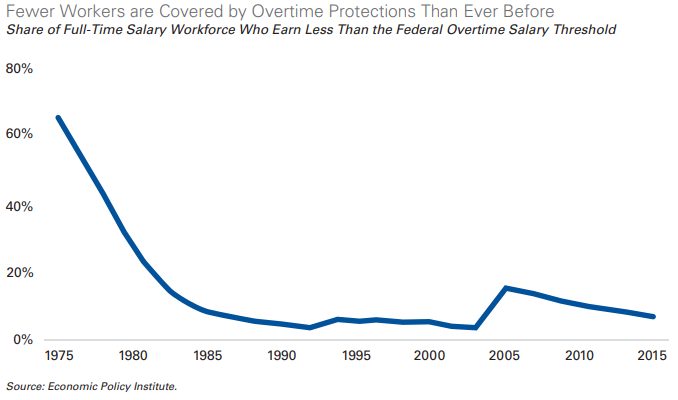 Fewer Workers are Covered by Overtime Protections Than Ever Before
Share of Full-Time Salary Workforce Who Earn Less Than the Federal Overtime Salary Threshold
80%
60%
40%
20%
0%
1975 1980 1985 1990 1995 2000 2005 2010 2015
Source: Economic Policy Institute.